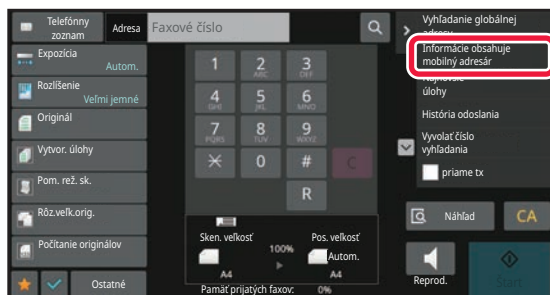 Telefónny
zoznam
Adresa
Faxové číslo
Vyhľadanie globálnej
adresy
Informácie obsahuje
mobilný adresár
Najnovšie
úlohy
História odoslania
Vyvolať číslo
vyhľadania
priame tx
Expozícia
Autom.
Rozlíšenie
Veľmi jemné
Originál
Vytvor. úlohy
Pom. rež. sk.
Rôz.veľk.orig.
Počítanie originálov
Ostatné
1 2 ABC 3 DEF
4 GHI 5 JKL 6 MNO
7 PQRS 8 TUV 9 WXYZ
0 # C
R
Sken. veľkosť
100%
Pos. veľkosť
Autom.
A4
A4
Pamäť prijatých faxov: 0%
Náhľad
CA
Reprod.
Štart